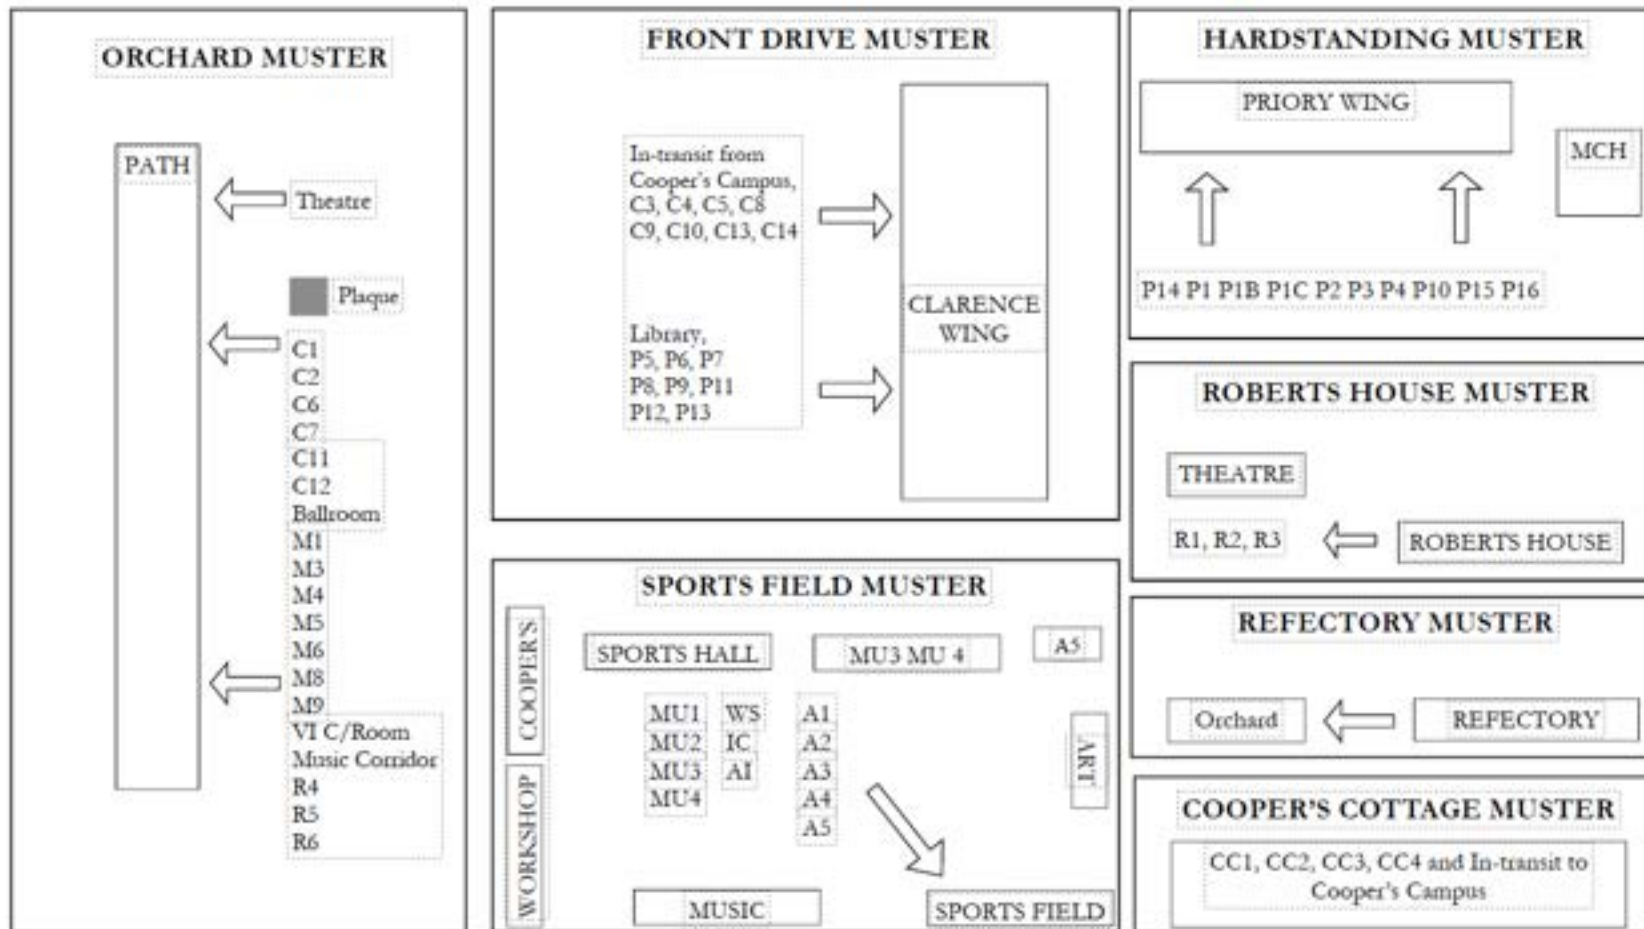 ORCHARD MUSTER
PATH
Theatre
Plaque
C1
C2
C6
C7
C11
C12
Ballroom
M1
M3
M4
M5
M6
M8
M9
VI C/Room
Music Corridor
R4
R5
R6
FRONT DRIVE MUSTER
In-transit from
Cooper's Campus,
C3, C4, C5, C8
C9, C10, C13, C14
Library,
P5, P6, P7
P8, P9, P11
P12, P13
CLARENCE
WING
SPORTS FIELD MUSTER
COOPER'S
WORKSHOP
SPORTS HALL
MU3 MU 4
A5
MU1 WS A1
MU2 IC A2
MU3 AI A3
MU4 A4
A5
ART
MUSIC
SPORTS FIELD
HARDSTANDING MUSTER
PRIORY WING
MCH
P14 P1 P1B P1C P2 P3 P4 P10 P15 P16
ROBERTS HOUSE MUSTER
THEATRE
R1, R2, R3
ROBERTS HOUSE
REFECTORY MUSTER
Orchard
REFECTORY
COOPER'S COTTAGE MUSTER
CC1, CC2, CC3, CC4 and In-transit to
Cooper's Campus